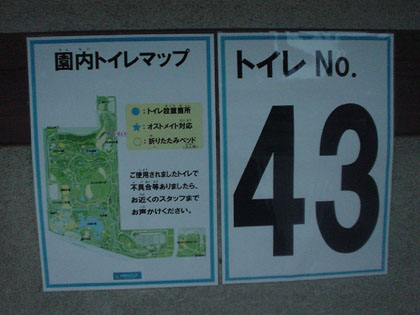 園内トイレマップ
●:トイレ設置箇所
★:オストメイト対応
○:折りたたみベッド
ご使用されましたトイレで
不具合等ありましたら、
お近くのスタッフまで
お声かけください。
トイレ No.
43